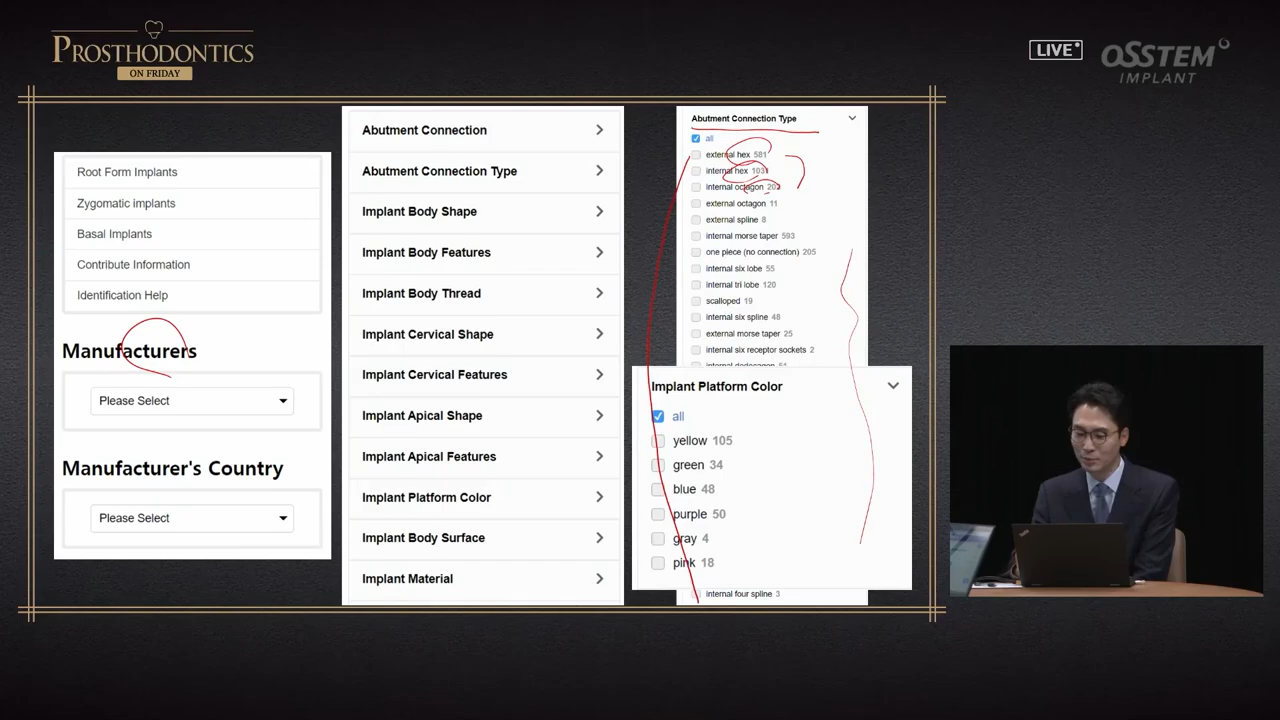 PROSTHODONTICS
ON FRIDAY
LIVE
OSSTEM
IMPLANT
Root Form Implants
Zygomatic implants
Basal Implants
Contribute Information
Identification Help
Manufacturers
Please Select
Manufacturer's Country
Please Select
Abutment Connection
Abutment Connection Type
Implant Body Shape
Implant Body Features
Implant Body Thread
Implant Cervical Shape
Implant Cervical Features
Implant Apical Shape
Implant Apical Features
Implant Platform Color
Implant Body Surface
Implant Material
Abutment Connection Type
all
external hex 581
internal hex 1031
internal octagon
external octagon 11
external spline 8
internal morse taper 593
one piece (no connection) 205
internal six lobe 55
internal tri lobe 120
scalloped 19
internal six spline 48
external morse taper 25
internal six receptor sockets 2
Implant Platform Color
all
yellow 105
green 34
blue 48
purple 50
gray 4
pink 18
internal four spline 3